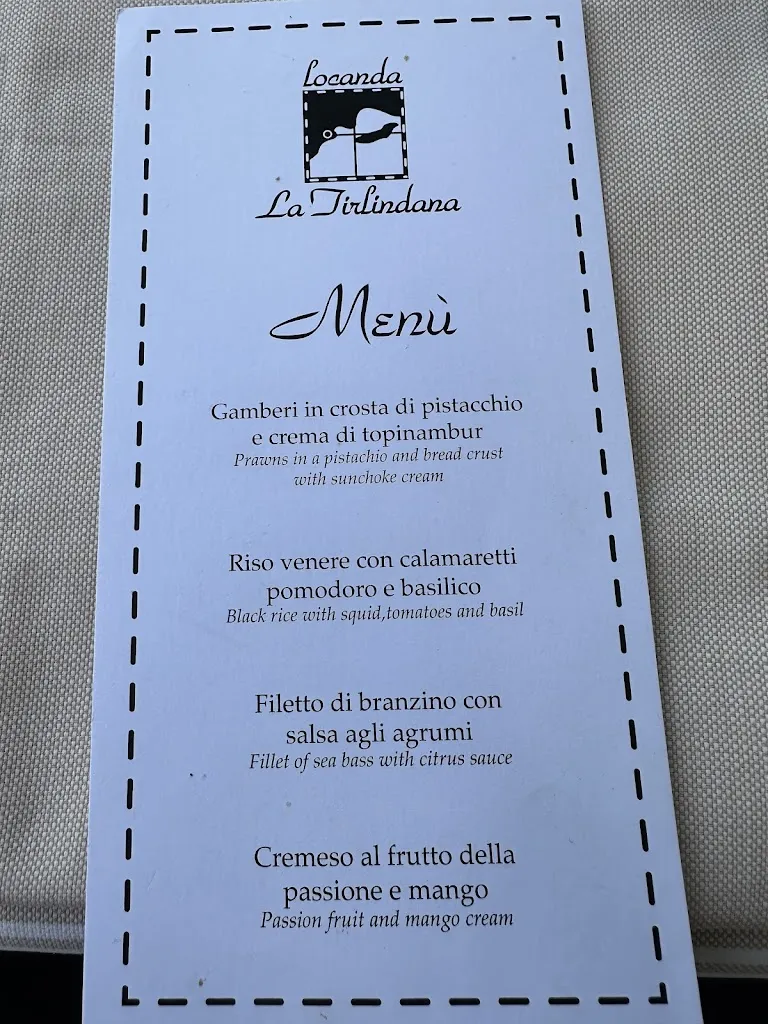 Locanda
La Tirlindana
Menù
Gamberi in crosta di pistacchio
e crema di topinambur
Prawns in a pistachio and bread crust
with sunchoke cream
Riso venere con calamaretti
pomodoro e basilico
Black rice with squid,tomatoes and basil
Filetto di branzino con
salsa agli agrumi
Fillet of sea bass with citrus sauce
Cremeso al frutto della
passione e mango
Passion fruit and mango cream